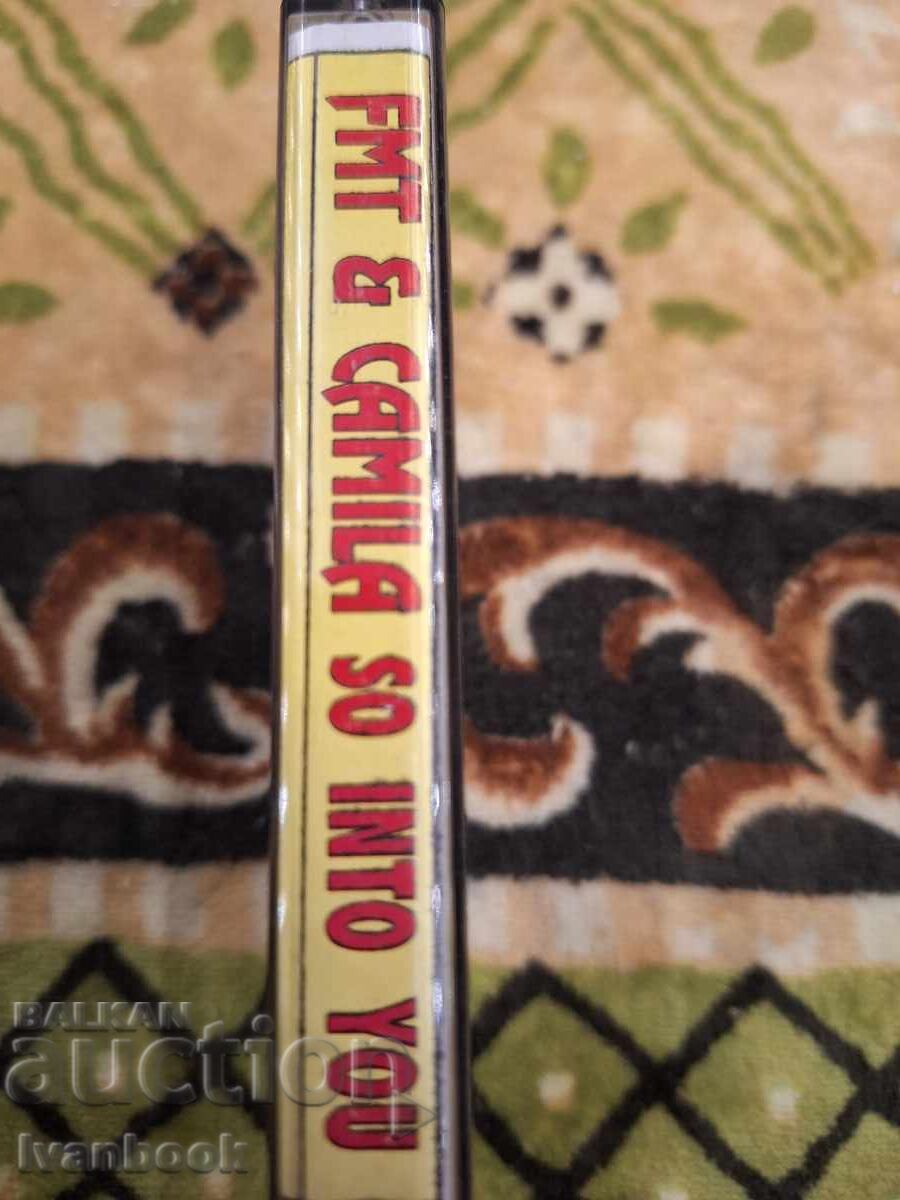 FMT & CAMILA SO INTO YOU
BALKAN
auction
Ivanbook